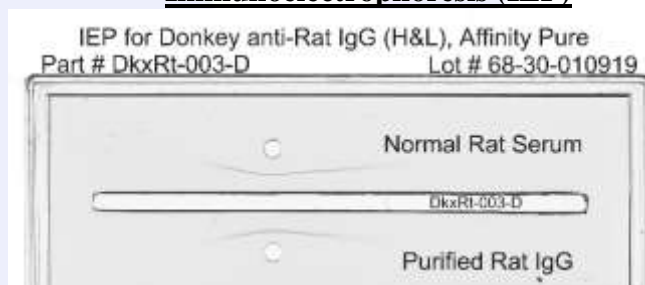 IEP for Donkey anti-Rat IgG (H&L), Affinity Pure
Part # DkxRt-003-D Lot # 68-30-010919
Normal Rat Serum
DkxRt-003-D
Purified Rat IgG